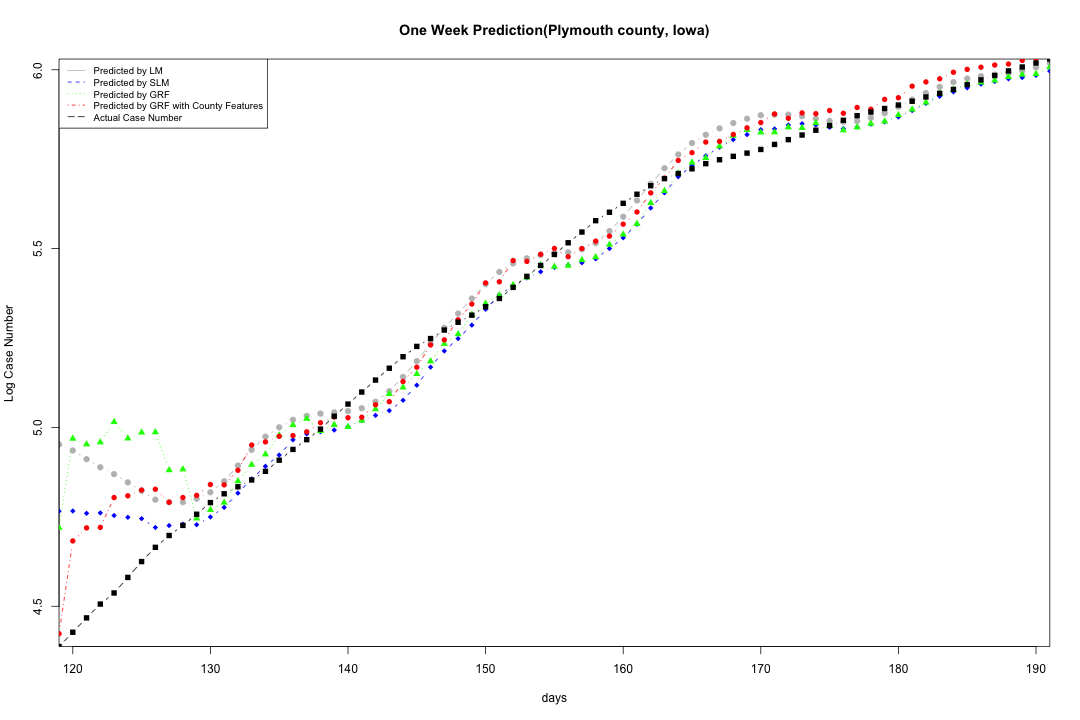 One Week Prediction(Plymouth county, Iowa)
Predicted by LM
Predicted by SLM
Predicted by GRF
Predicted by GRF with County Features
Actual Case Number
6.0
5.5
5.0
4.5
Log Case Number
120 130 140 150 160 170 180 190
days